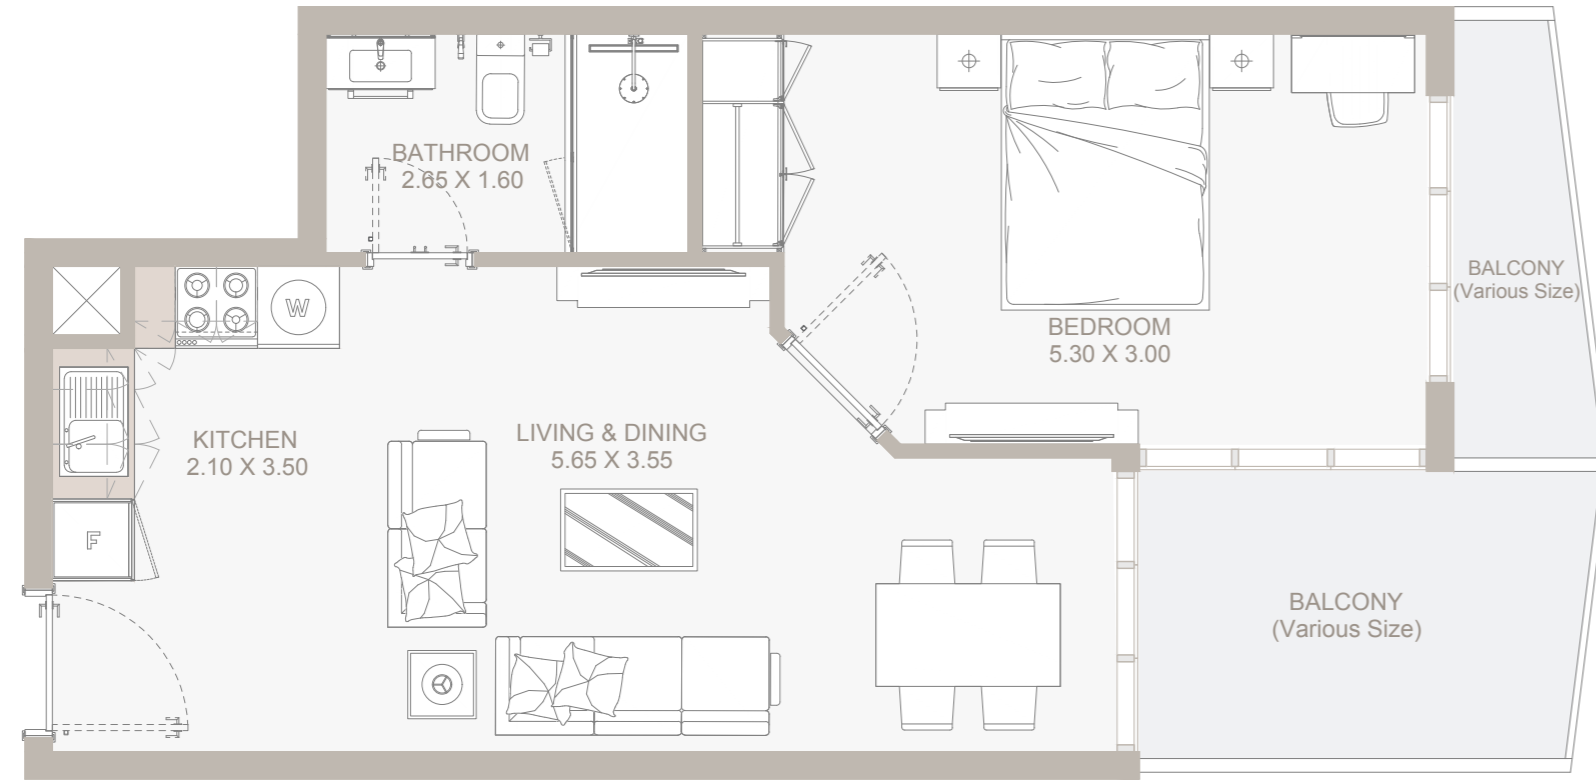 BATHROOM
2.65 X 1.60
W
BALCONY
(Various Size)
BEDROOM
5.30 X 3.00
KITCHEN
2.10 X 3.50
LIVING & DINING
5.65 X 3.55
F
BALCONY
(Various Size)